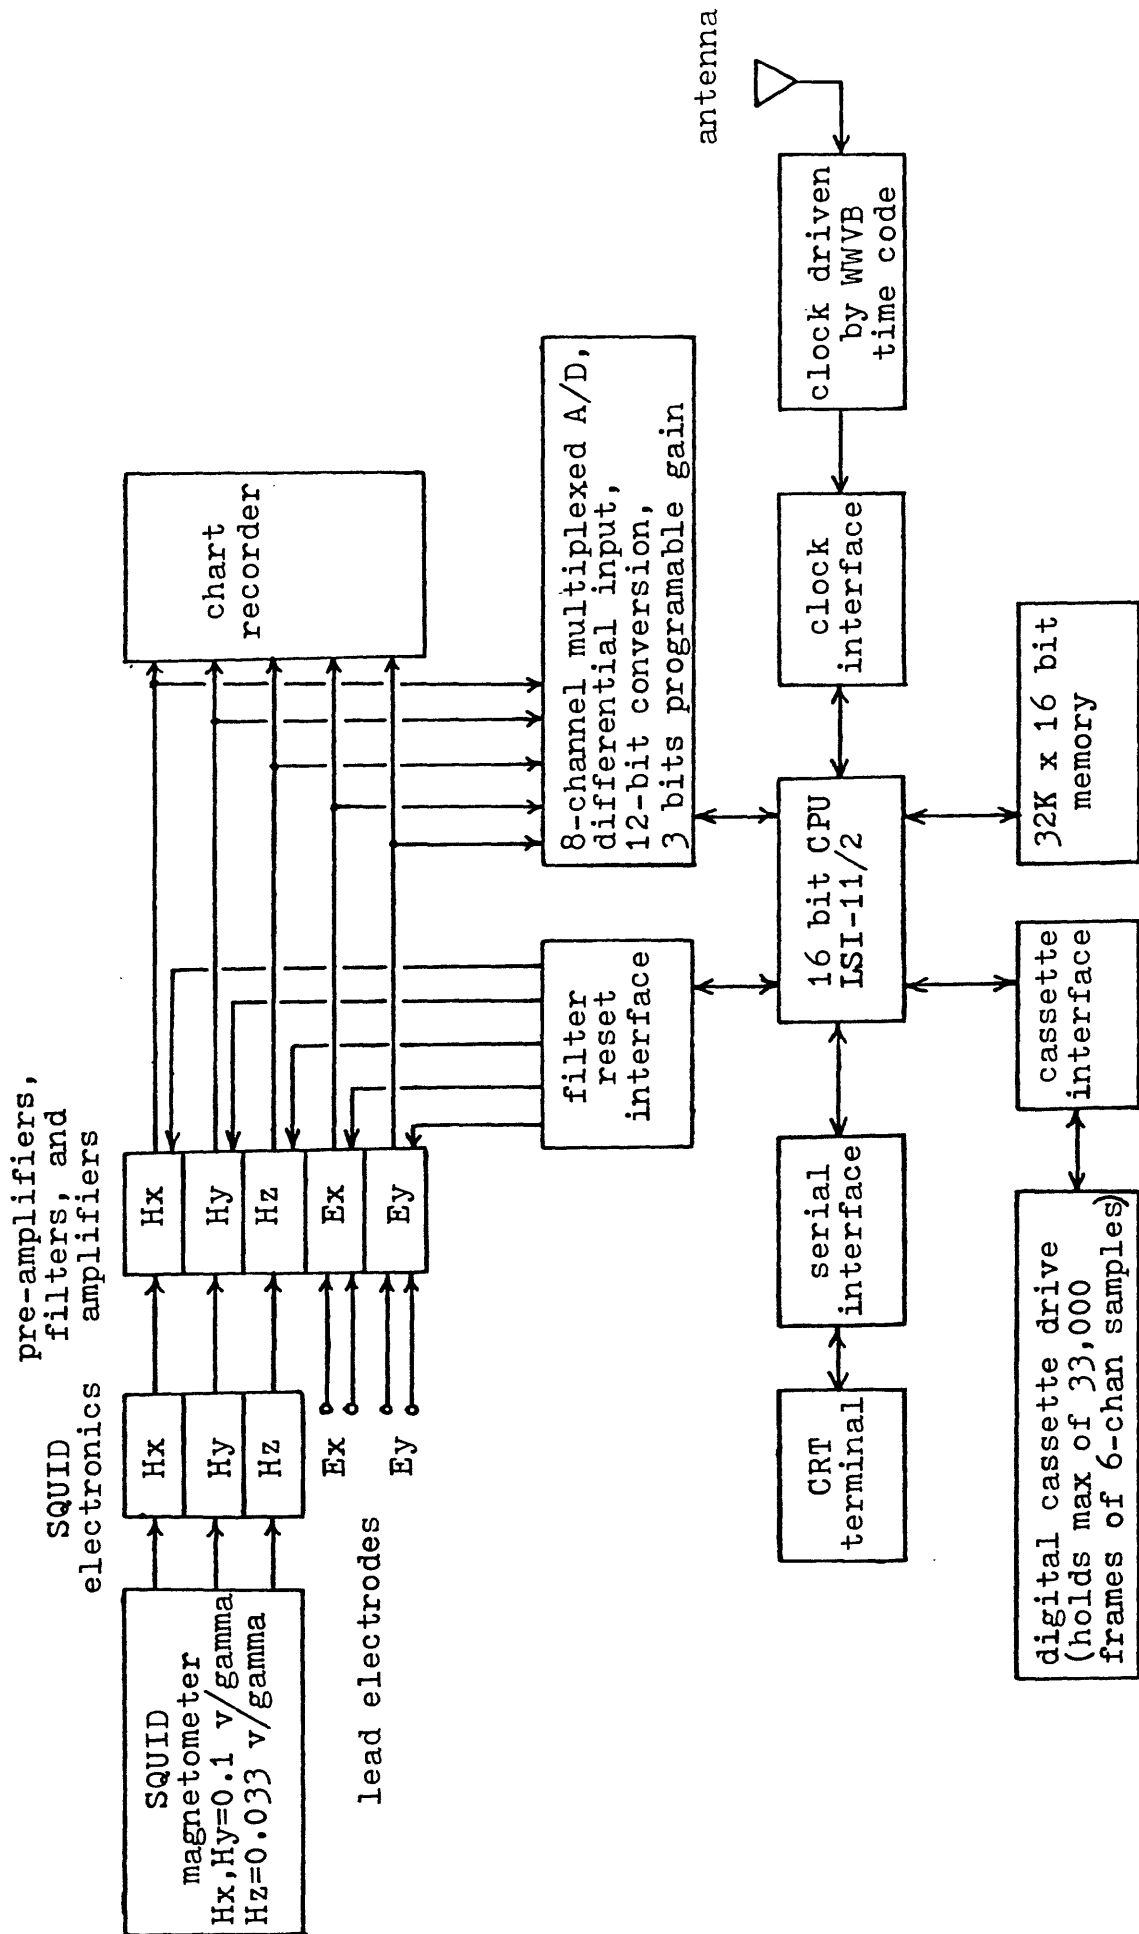 SQUID
magnetometer
Hx,Hy=0.1 v/gamma
Hz=0.033 v/gamma
SQUID
electronics
Hx
Hy
Hz
pre-amplifiers,
filters, and
amplifiers
Hx
Hy
Hz
Ex
Ey
Ex
Ey
lead electrodes
chart
recorder
filter
reset
interface
8-channel multiplexed A/D,
differential input,
12-bit conversion,
3 bits programable gain
antenna
CRT
terminal
serial
interface
16 bit CPU
LSI-11/2
clock
interface
clock driven
by WWVB
time code
digital cassette drive
(holds max of 33,000
frames of 6-chan samples)
cassette
interface
32K x 16 bit
memory